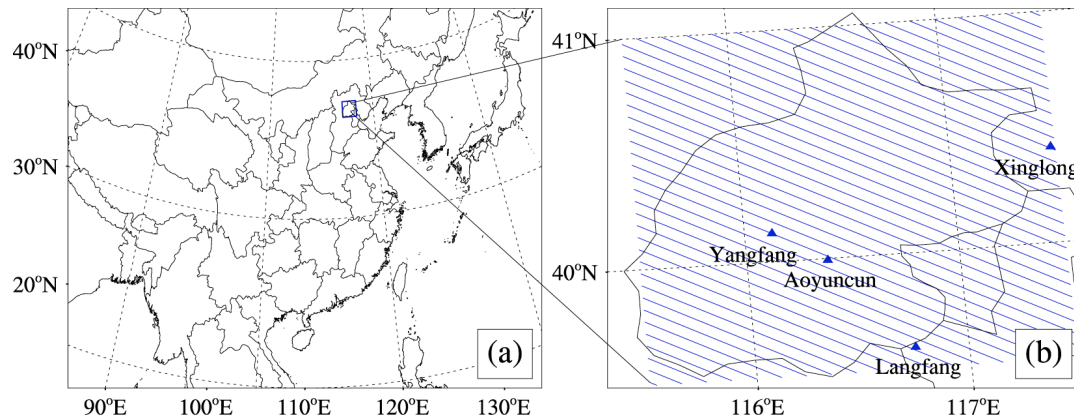 40°N
30°N
20°N
90°E
100°E
110°E
120°E
130°E
(a)
41°N
40°N
116°E
117°E
Xinglong
Yangfang
Aoyuncun
Langfang
(b)